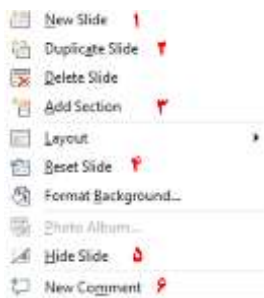 New Slide ۱
Duplicate Slide ۲
Delete Slide
Add Section ۳
Layout
Reset Slide ۴
Format Background...
Photo Album...
Hide Slide ۵
New Comment ۶